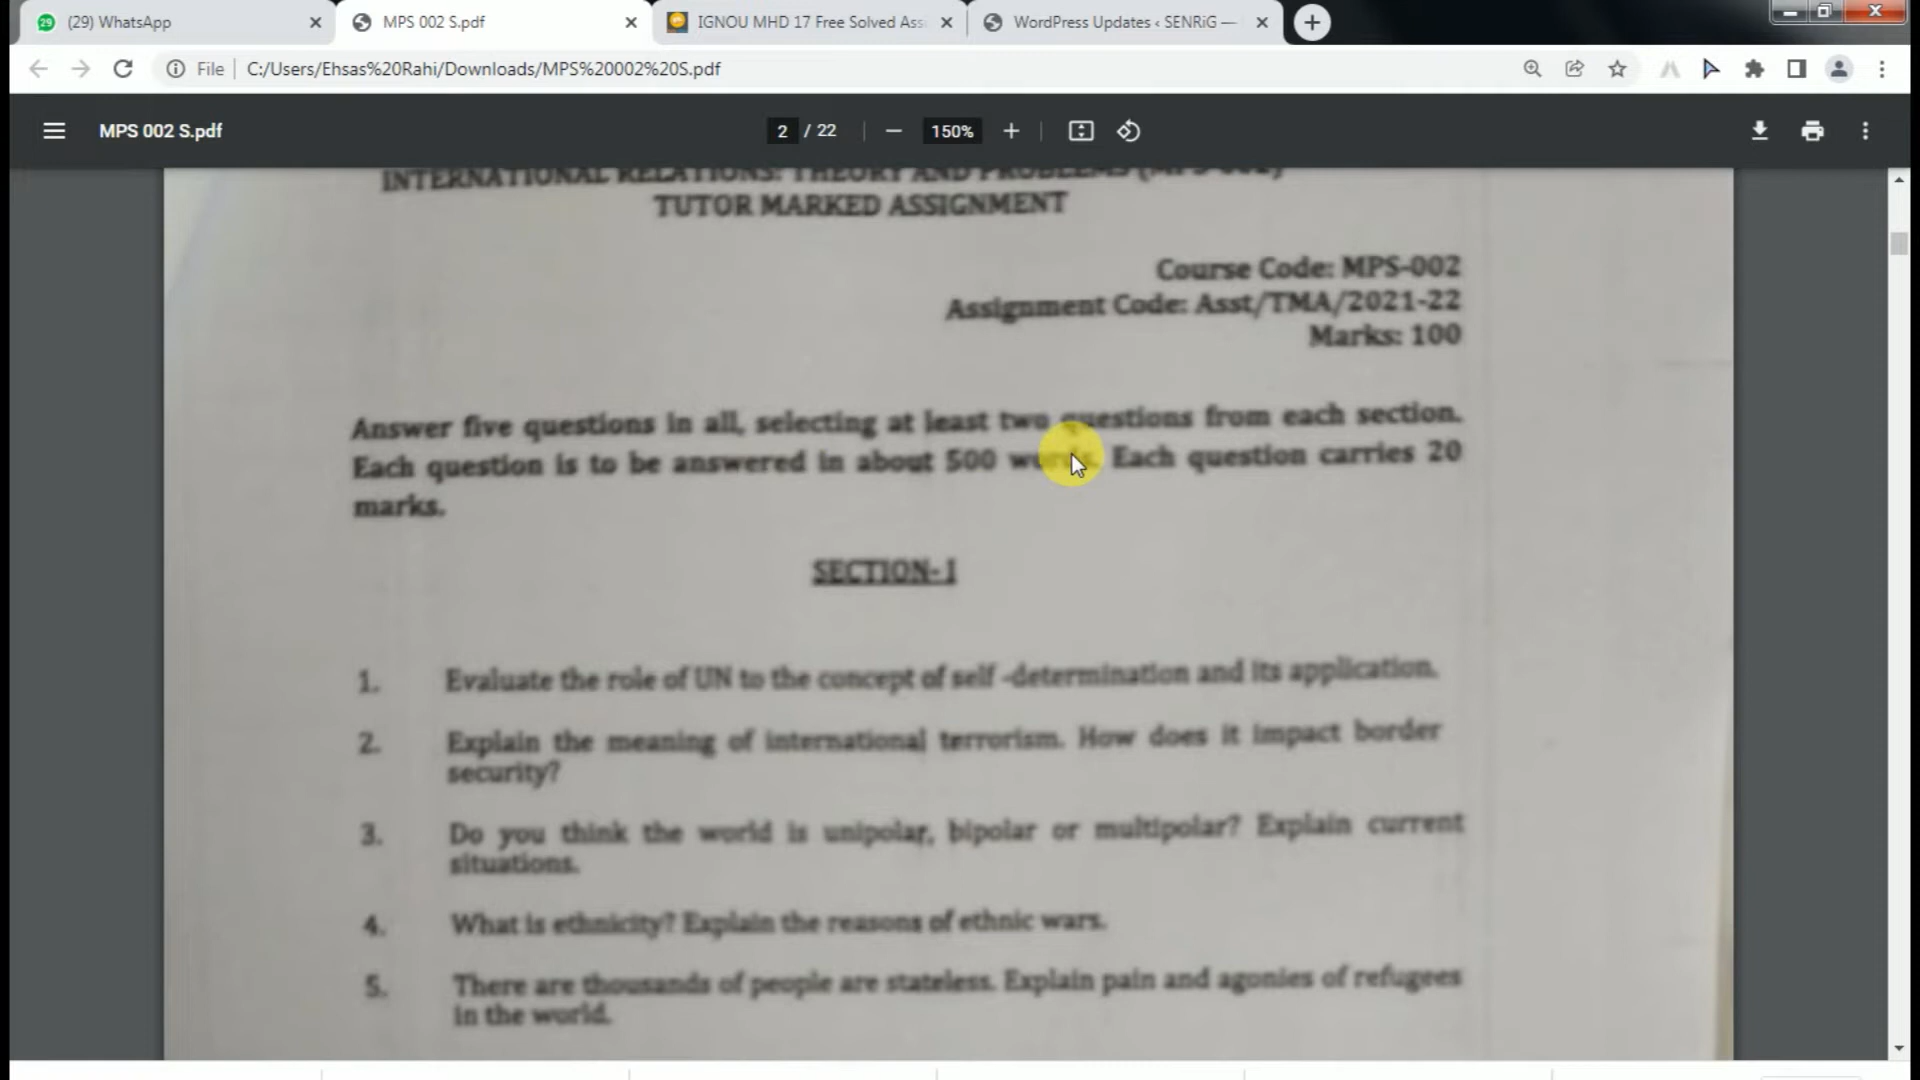 (29) WhatsApp
MPS 002 S.pdf
IGNOU MHD 17 Free Solved Ass
WordPress Updates ‹ SENRiG —
File
C:/Users/Ehsas%20Rahi/Downloads/MPS%20002%20S.pdf
MPS 002 S.pdf
2 / 22
150%
INTERNATIONAL RELATIONS: THEORY AND PROBLEMS (MPS-002)
TUTOR MARKED ASSIGNMENT
Course Code: MPS-002
Assignment Code: Asst/TMA/2021-22
Marks: 100
Answer five questions in all, selecting at least two questions from each section.
Each question is to be answered in about 500 words. Each question carries 20
marks.
SECTION-I
1. Evaluate the role of UN to the concept of self -determination and its application.
2. Explain the meaning of international terrorism. How does it impact border
security?
3. Do you think the world is unipolar, bipolar or multipolar? Explain current
situations.
4. What is ethnicity? Explain the reasons of ethnic wars.
5. There are thousands of people are stateless. Explain pain and agonies of refugees
in the world.